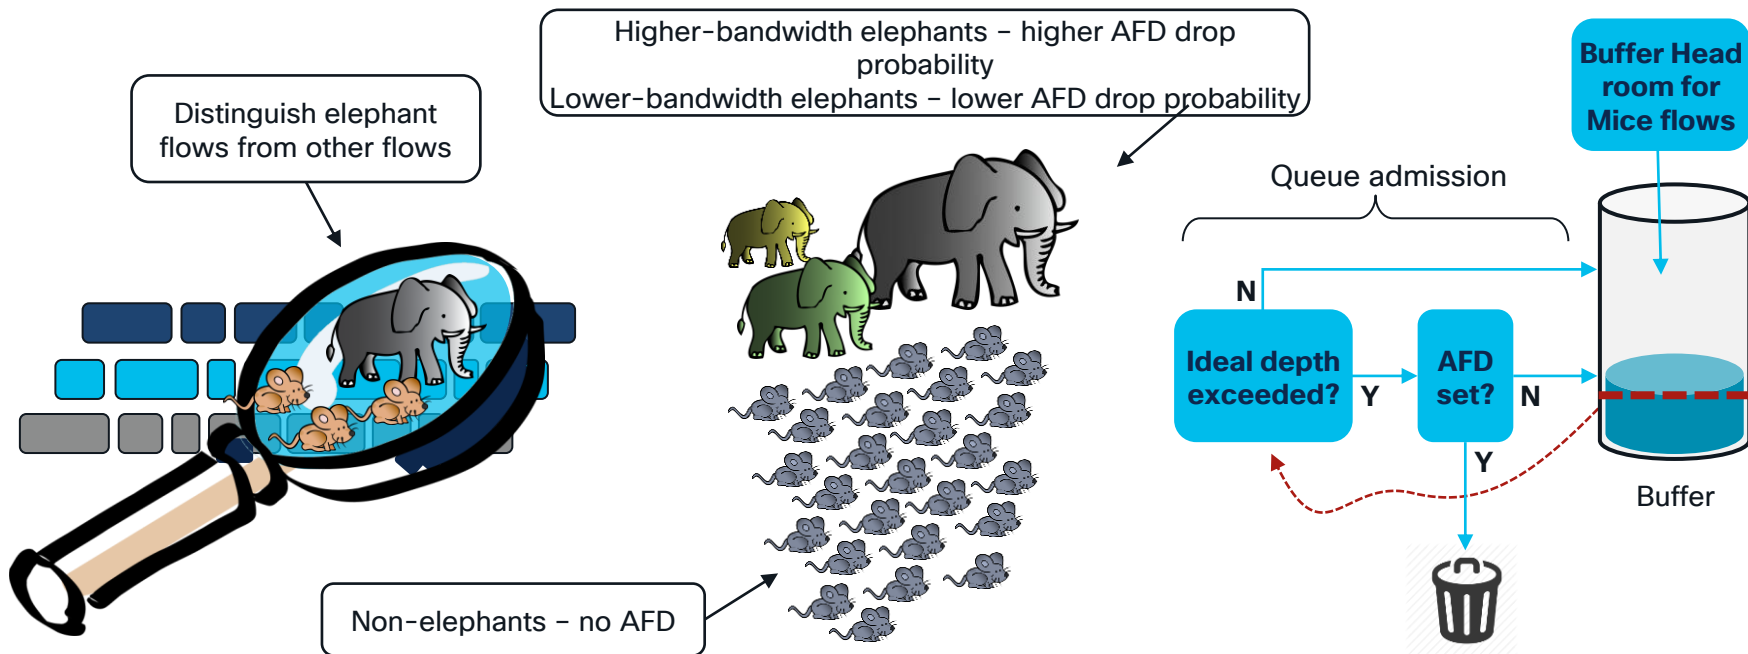 Distinguish elephant
flows from other flows
Higher-bandwidth elephants – higher AFD drop
probability
Lower-bandwidth elephants – lower AFD drop probability
Non-elephants – no AFD
Buffer Head
room for
Mice flows
Queue admission
N
Ideal depth
exceeded?
Y
AFD
set?
N
Y
Buffer